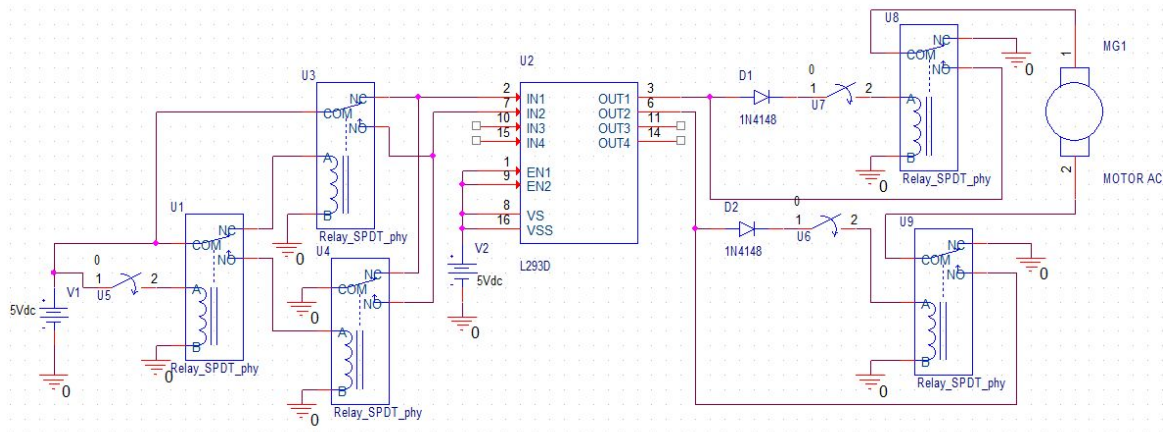 U1
COM
NC
NO
A
B
Relay_SPDT_phy
0
1
2
U5
0
V1
5Vdc
0
U3
COM
NC
NO
A
B
Relay_SPDT_phy
0
U4
COM
NC
NO
A
B
Relay_SPDT_phy
0
0
U2
2 IN1
7 IN2
10 IN3
15 IN4
1 EN1
9 EN2
8 VS
16 VSS
OUT1 3
OUT2 6
OUT3 11
OUT4 14
L293D
V2
5Vdc
0
D1
1N4148
0
1
2
U7
U8
COM
NC
NO
A
B
Relay_SPDT_phy
0
0
D2
1N4148
0
1
2
U6
U9
COM
NC
NO
A
B
Relay_SPDT_phy
0
0
MG1
1
2
MOTOR AC